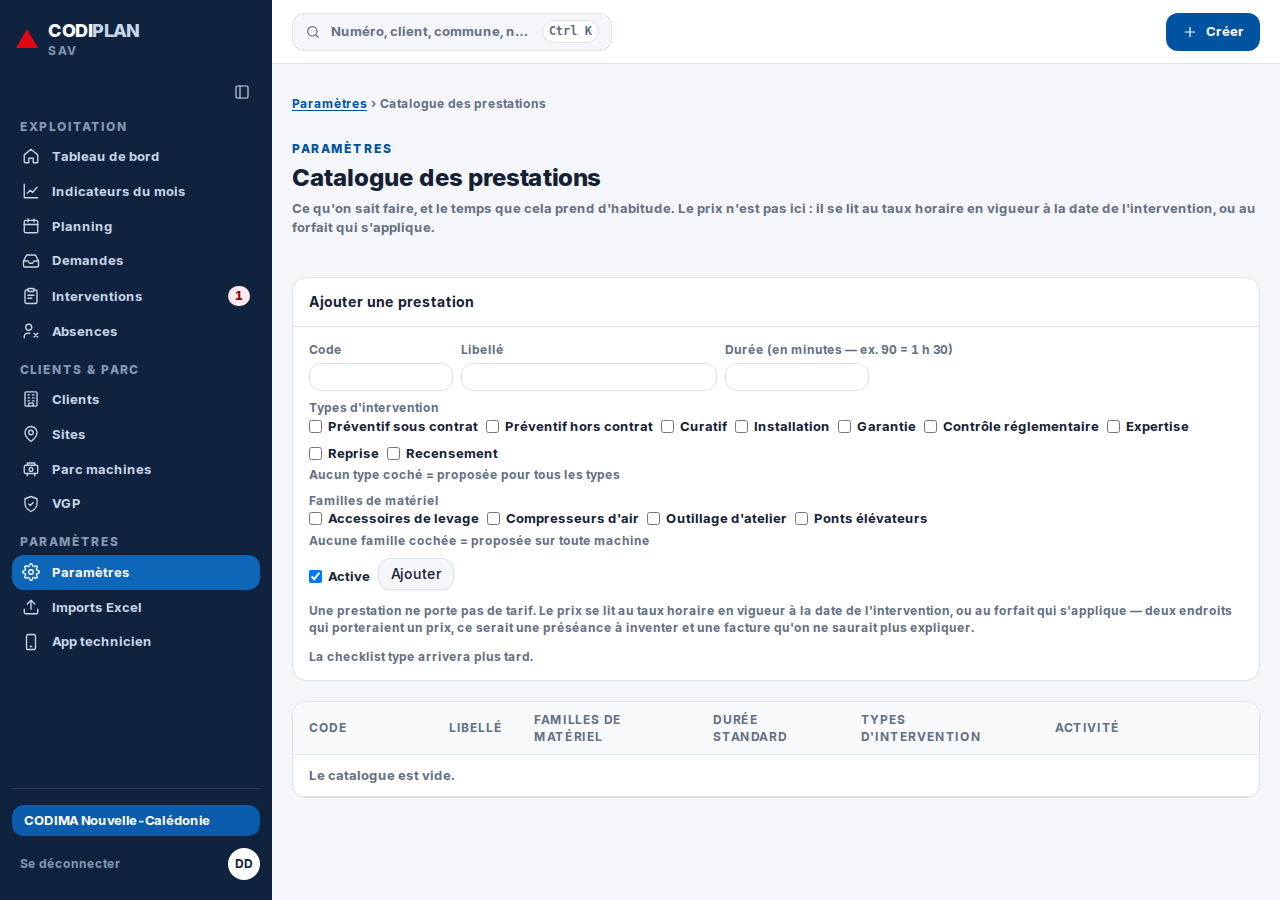 CODIPLAN
SAV
EXPLOITATION
Tableau de bord
Indicateurs du mois
Planning
Demandes
Interventions 1
Absences
CLIENTS & PARC
Clients
Sites
Parc machines
VGP
PARAMÈTRES
Paramètres
Imports Excel
App technicien
CODIMA Nouvelle-Calédonie
Se déconnecter DD
Numéro, client, commune, n… Ctrl K
Créer
Paramètres › Catalogue des prestations
PARAMÈTRES
Catalogue des prestations
Ce qu'on sait faire, et le temps que cela prend d'habitude. Le prix n'est pas ici : il se lit au taux horaire en vigueur à la date de l'intervention, ou au
forfait qui s'applique.
Ajouter une prestation
Code Libellé Durée (en minutes — ex. 90 = 1 h 30)
Types d'intervention
Préventif sous contrat Préventif hors contrat Curatif Installation Garantie Contrôle réglementaire Expertise
Reprise Recensement
Aucun type coché = proposée pour tous les types
Familles de matériel
Accessoires de levage Compresseurs d'air Outillage d'atelier Ponts élévateurs
Aucune famille cochée = proposée sur toute machine
Active Ajouter
Une prestation ne porte pas de tarif. Le prix se lit au taux horaire en vigueur à la date de l'intervention, ou au forfait qui s'applique — deux endroits
qui porteraient un prix, ce serait une préséance à inventer et une facture qu'on ne saurait plus expliquer.
La checklist type arrivera plus tard.
CODE LIBELLÉ FAMILLES DE MATÉRIEL DURÉE STANDARD TYPES D'INTERVENTION ACTIVITÉ
Le catalogue est vide.